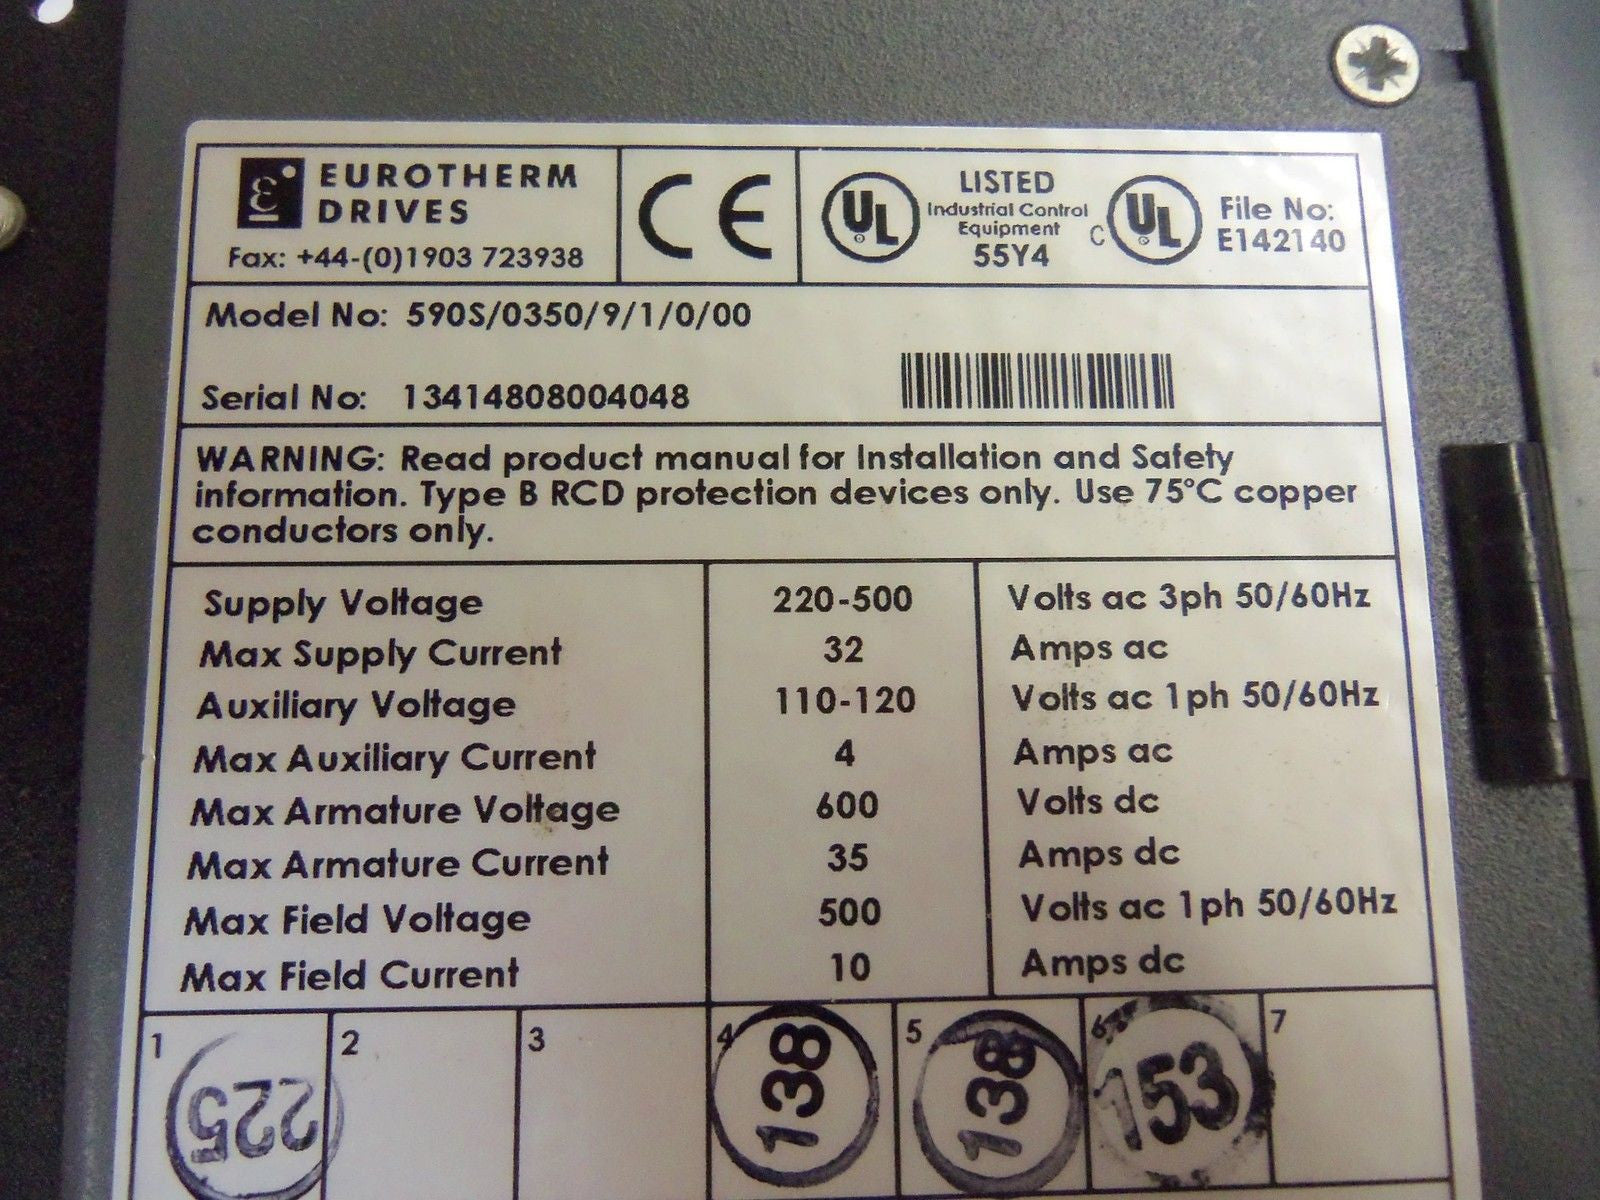 EUROTHERM
DRIVES
Fax: +44-(0)1903 723938
CE
UL
LISTED
Industrial Control
Equipment
55Y4
C UL
File No:
E142140
Model No: 590S/0350/9/1/0/00
Serial No: 13414808004048
WARNING: Read product manual for Installation and Safety
information. Type B RCD protection devices only. Use 75°C copper
conductors only.
Supply Voltage 220-500 Volts ac 3ph 50/60Hz
Max Supply Current 32 Amps ac
Auxiliary Voltage 110-120 Volts ac 1ph 50/60Hz
Max Auxiliary Current 4 Amps ac
Max Armature Voltage 600 Volts dc
Max Armature Current 35 Amps dc
Max Field Voltage 500 Volts ac 1ph 50/60Hz
Max Field Current 10 Amps dc
1 2 3 4 5 6 7
225 138 138 153